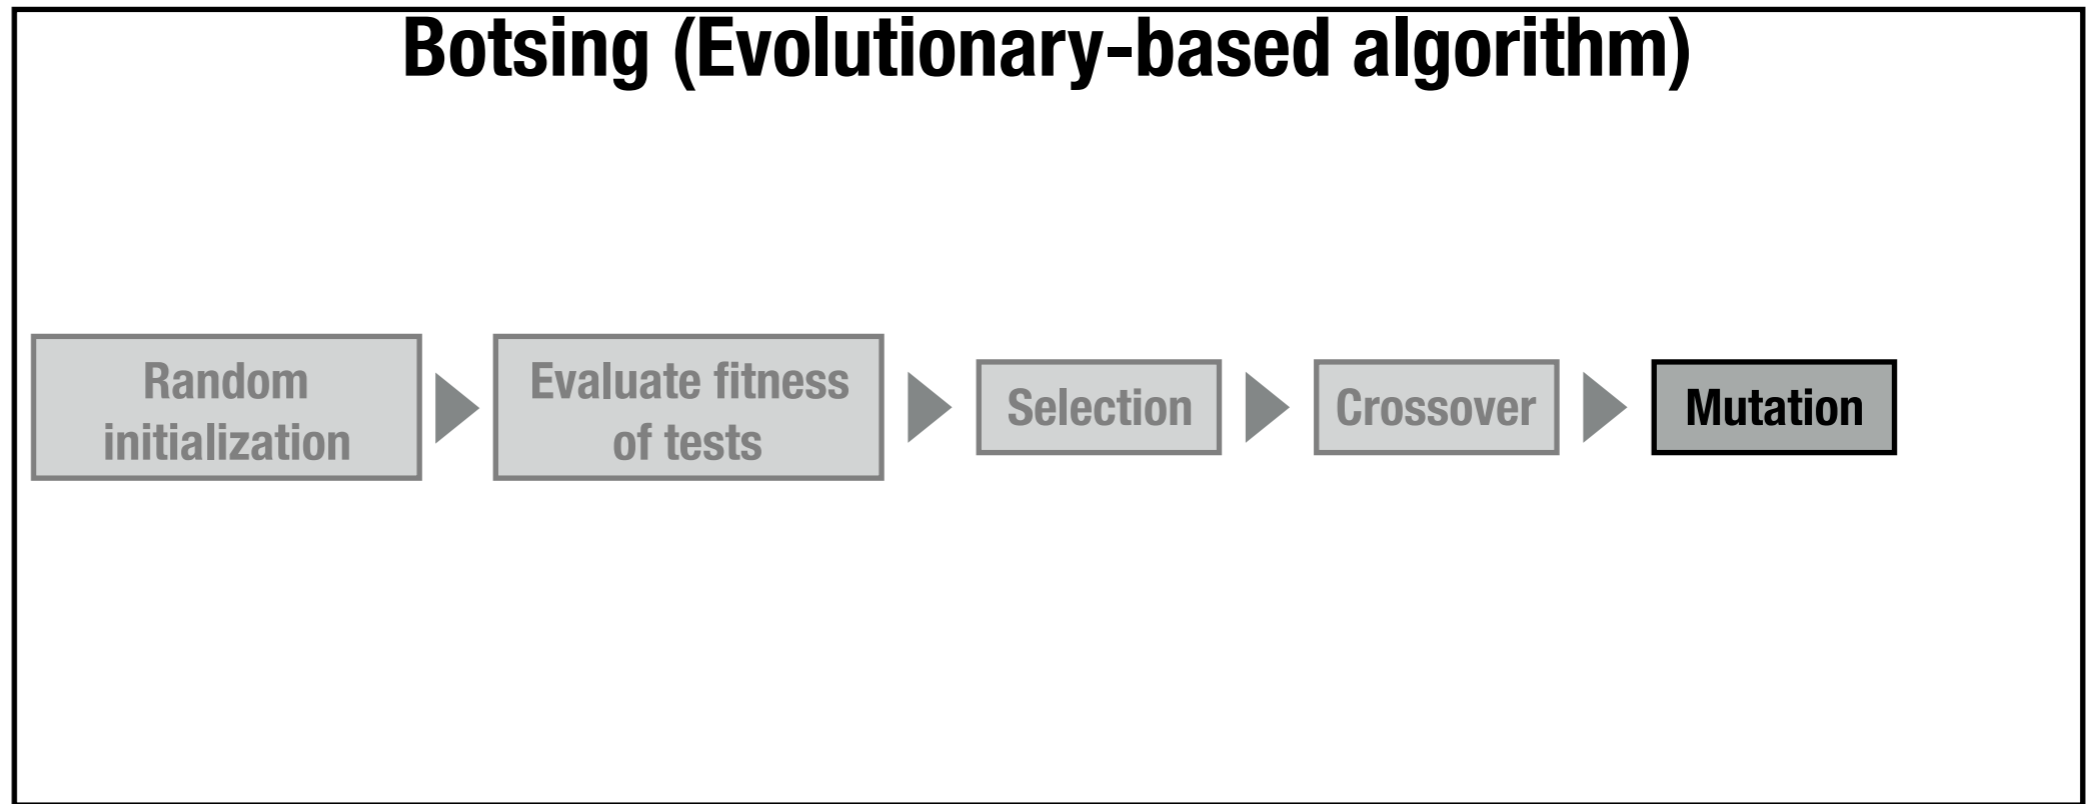 Botsing (Evolutionary-based algorithm)
Random
initialization
Evaluate fitness
of tests
Selection
Crossover
Mutation